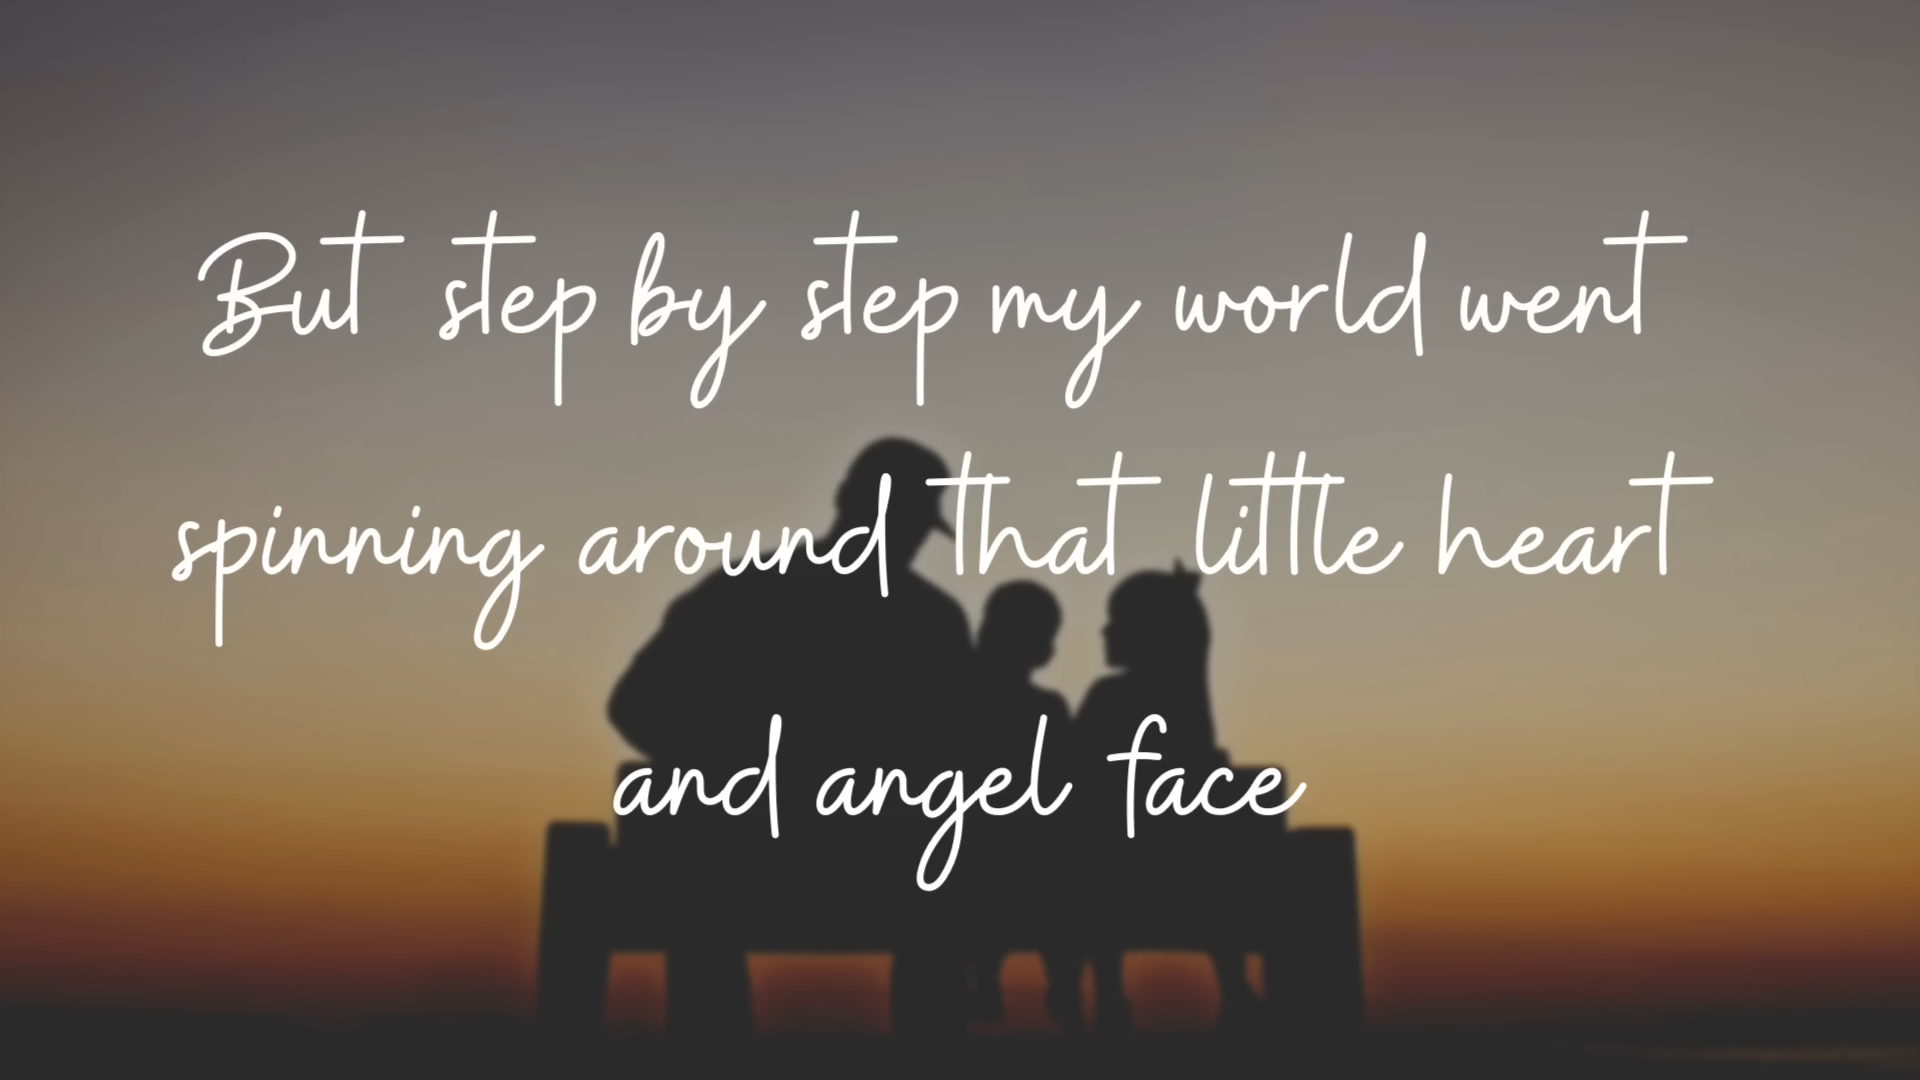 But step by step my world went
spinning around that little heart
and angel face